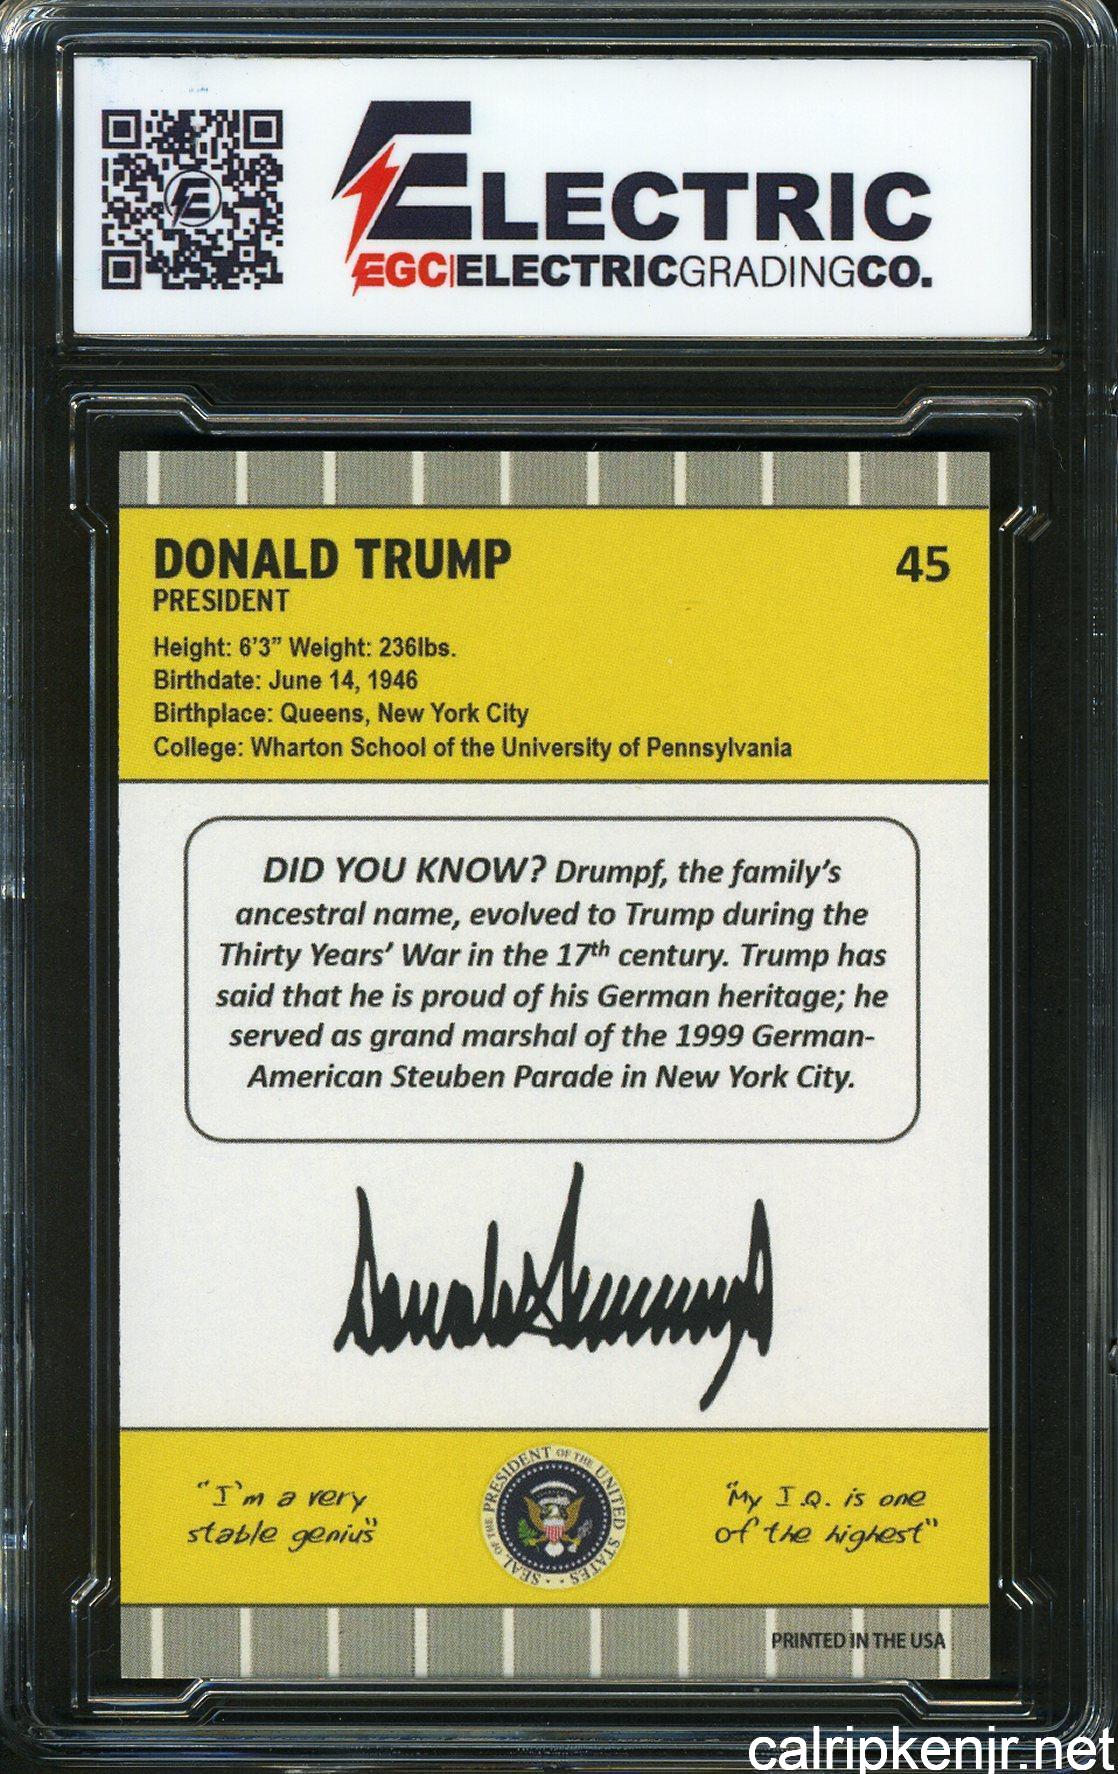 ELECTRIC
EGC|ELECTRICGRADINGCO.
DONALD TRUMP
45
PRESIDENT
Height: 6'3” Weight: 236lbs.
Birthdate: June 14, 1946
Birthplace: Queens, New York City
College: Wharton School of the University of Pennsylvania
DID YOU KNOW? Drumpf, the family’s
ancestral name, evolved to Trump during the
Thirty Years’ War in the 17th century. Trump has
said that he is proud of his German heritage; he
served as grand marshal of the 1999 German-
American Steuben Parade in New York City.
Donald Trump
"I'm a very
stable genius"
SEAL OF THE PRESIDENT OF THE UNITED STATES
"My I.Q. is one
of the highest"
PRINTED IN THE USA
calripkenjr.net